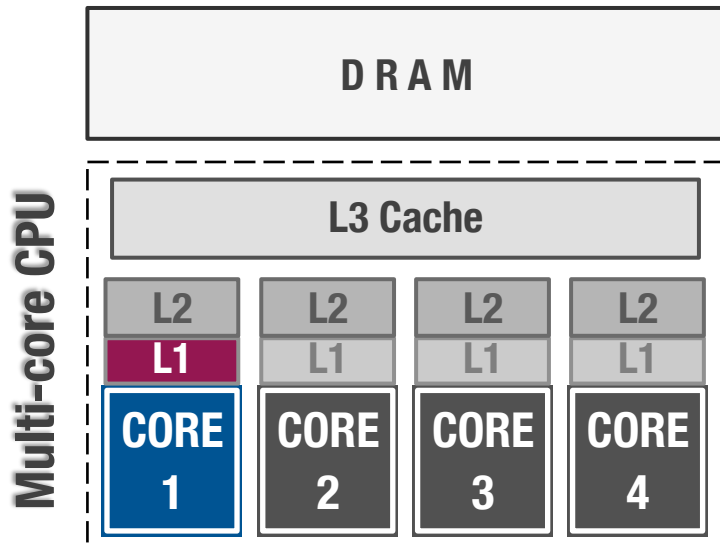 DRAM
Multi-core CPU
L3 Cache
L2 L2 L2 L2
L1 L1 L1 L1
CORE CORE CORE CORE
1 2 3 4